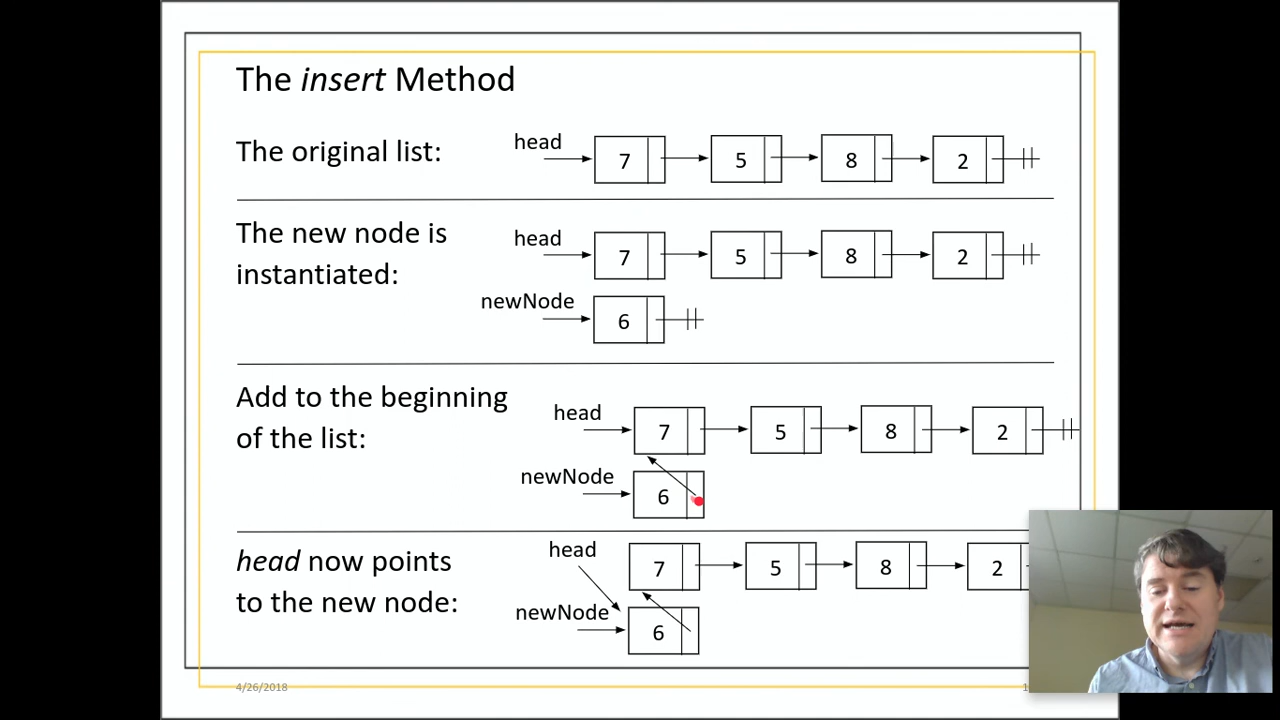 The insert Method
The original list:
head
7 5 8 2
The new node is
instantiated:
head
7 5 8 2
newNode
6
Add to the beginning
of the list:
head
7 5 8 2
newNode
6
head now points
to the new node:
head
7 5 8 2
newNode
6
4/26/2018
1